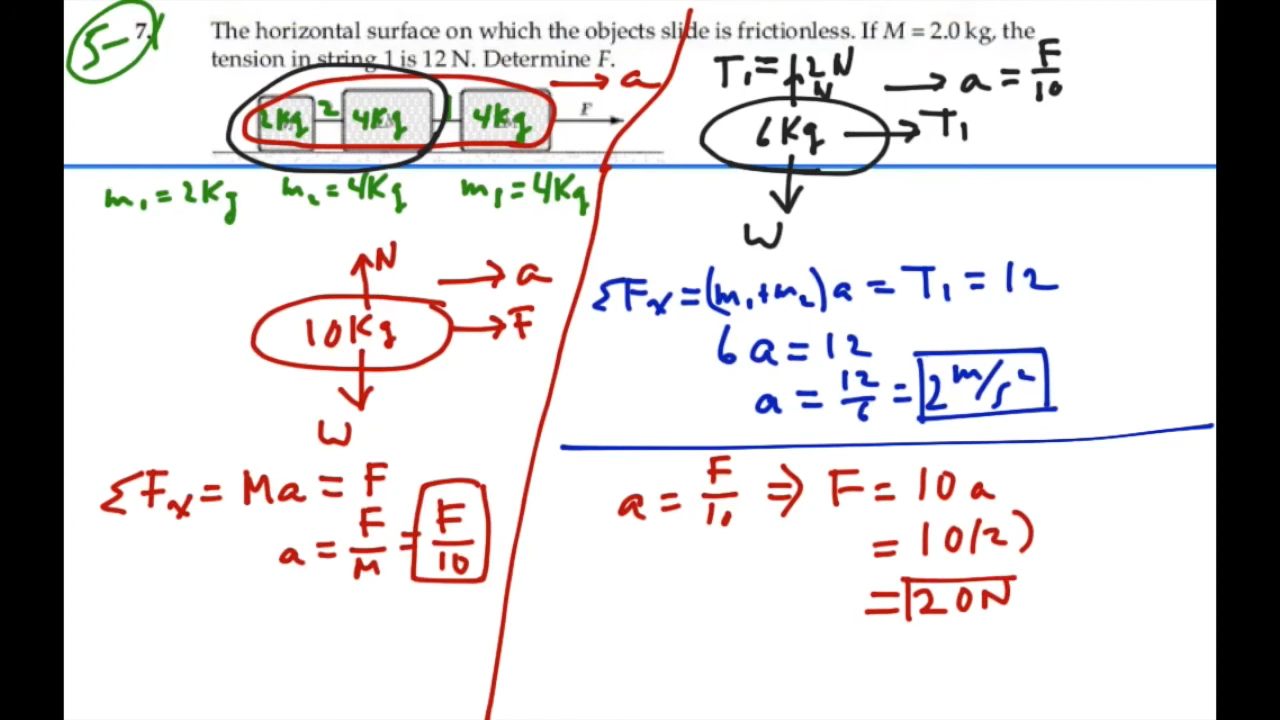 5-7.
The horizontal surface on which the objects slide is frictionless. If M = 2.0 kg, the
tension in string 1 is 12 N. Determine F.
2Kg 2 4Kg 1 4Kg F
→ a
m₁ = 2Kg m₂ = 4Kg m₁ = 4Kg
N
→ a
10Kg → F
W
ΣFx = Ma = F
a = F/M = F/10
T₁ = 12N → a = F/10
N
6Kg → T₁
W
ΣFx = (m₁+m₂)a = T₁ = 12
6a = 12
a = 12/6 = 2 m/s²
a = F/10 ⇒ F = 10a
= 10(2)
= 20N